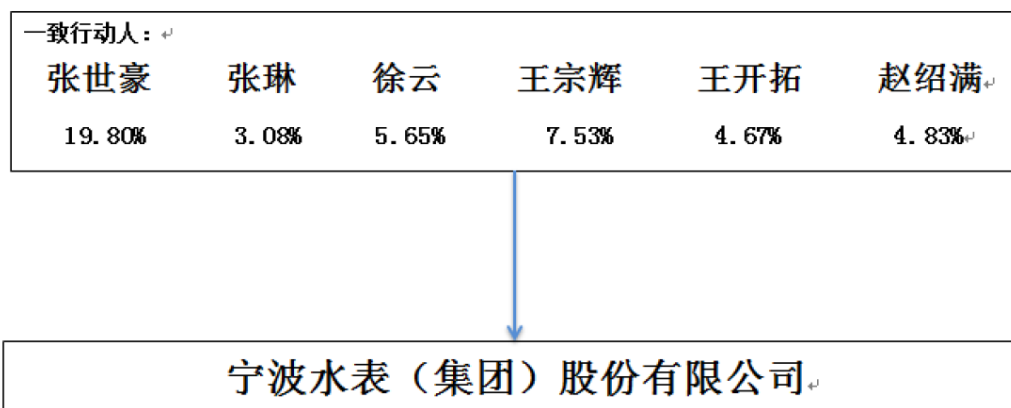 一致行动人：
张世豪 张琳 徐云 王宗辉 王开拓 赵绍满
19.80% 3.08% 5.65% 7.53% 4.67% 4.83%
宁波水表（集团）股份有限公司